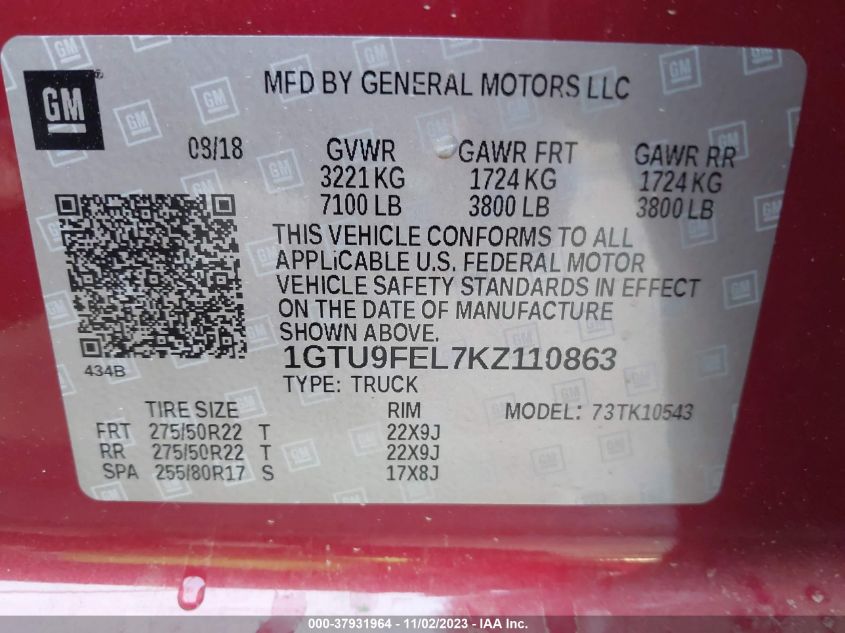 GM
MFD BY GENERAL MOTORS LLC
09/18 GVWR GAWR FRT GAWR RR
3221 KG 1724 KG 1724 KG
7100 LB 3800 LB 3800 LB
THIS VEHICLE CONFORMS TO ALL
APPLICABLE U.S. FEDERAL MOTOR
VEHICLE SAFETY STANDARDS IN EFFECT
ON THE DATE OF MANUFACTURE
SHOWN ABOVE.
1GTU9FEL7KZ110863
434B
TYPE: TRUCK
TIRE SIZE RIM MODEL: 73TK10543
FRT 275/50R22 T 22X9J
RR 275/50R22 T 22X9J
SPA 255/80R17 S 17X8J
000-37931964 - 11/02/2023 - IAA Inc.